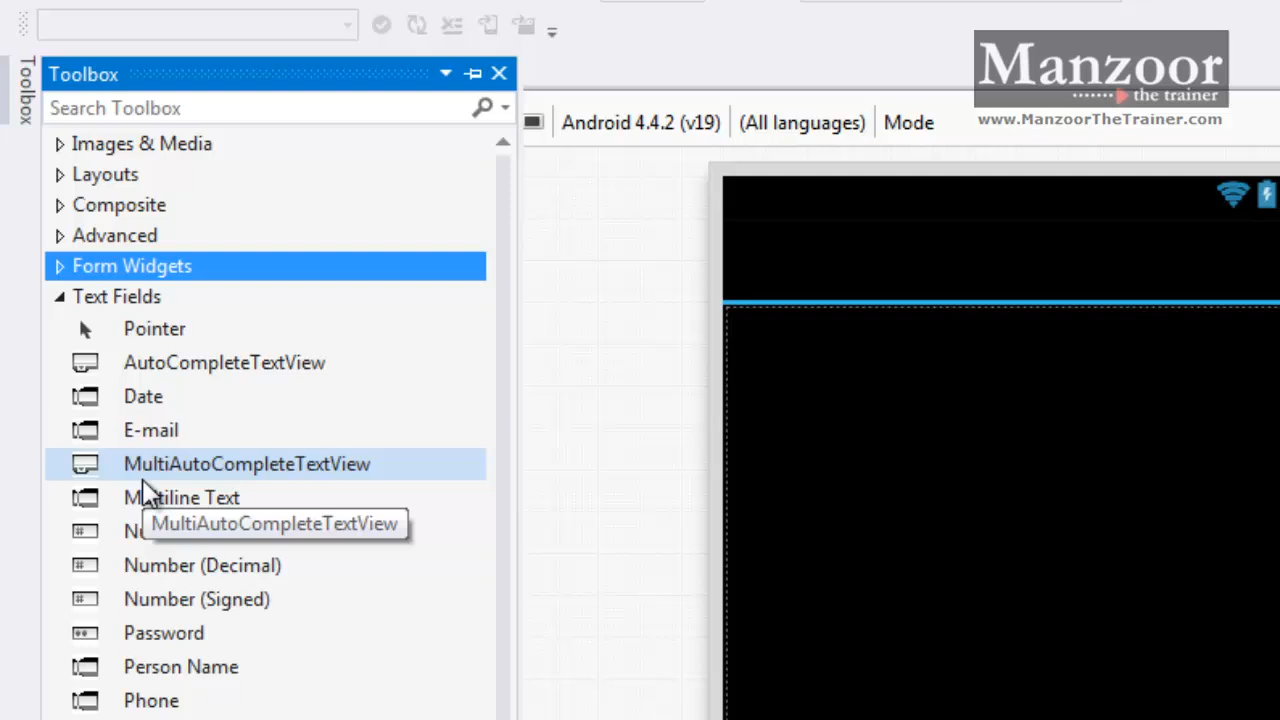 Toolbox
Toolbox
Search Toolbox
Images & Media
Layouts
Composite
Advanced
Form Widgets
Text Fields
Pointer
AutoCompleteTextView
Date
E-mail
MultiAutoCompleteTextView
Multiline Text
MultiAutoCompleteTextView
Number (Decimal)
Number (Signed)
Password
Person Name
Phone
Android 4.4.2 (v19)
(All languages)
Mode
Manzoor
the trainer
www.ManzoorTheTrainer.com